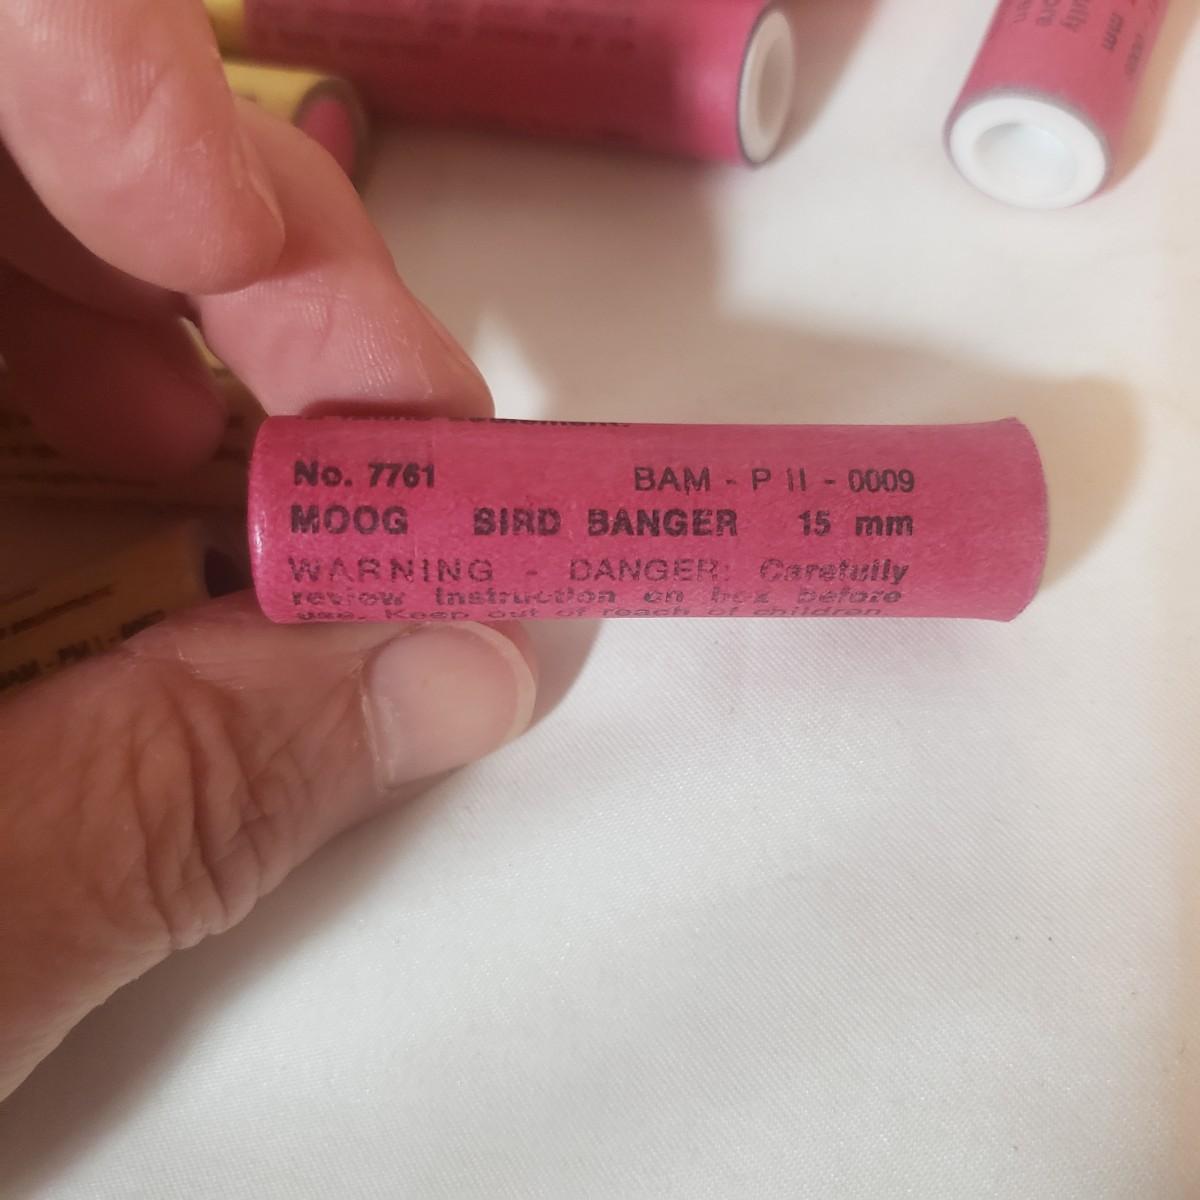 No. 7761 BAM - P II - 0009
MOOG BIRD BANGER 15 mm
WARNING - DANGER: Carefully
review instruction on box before
use. Keep out of reach of children.
mm